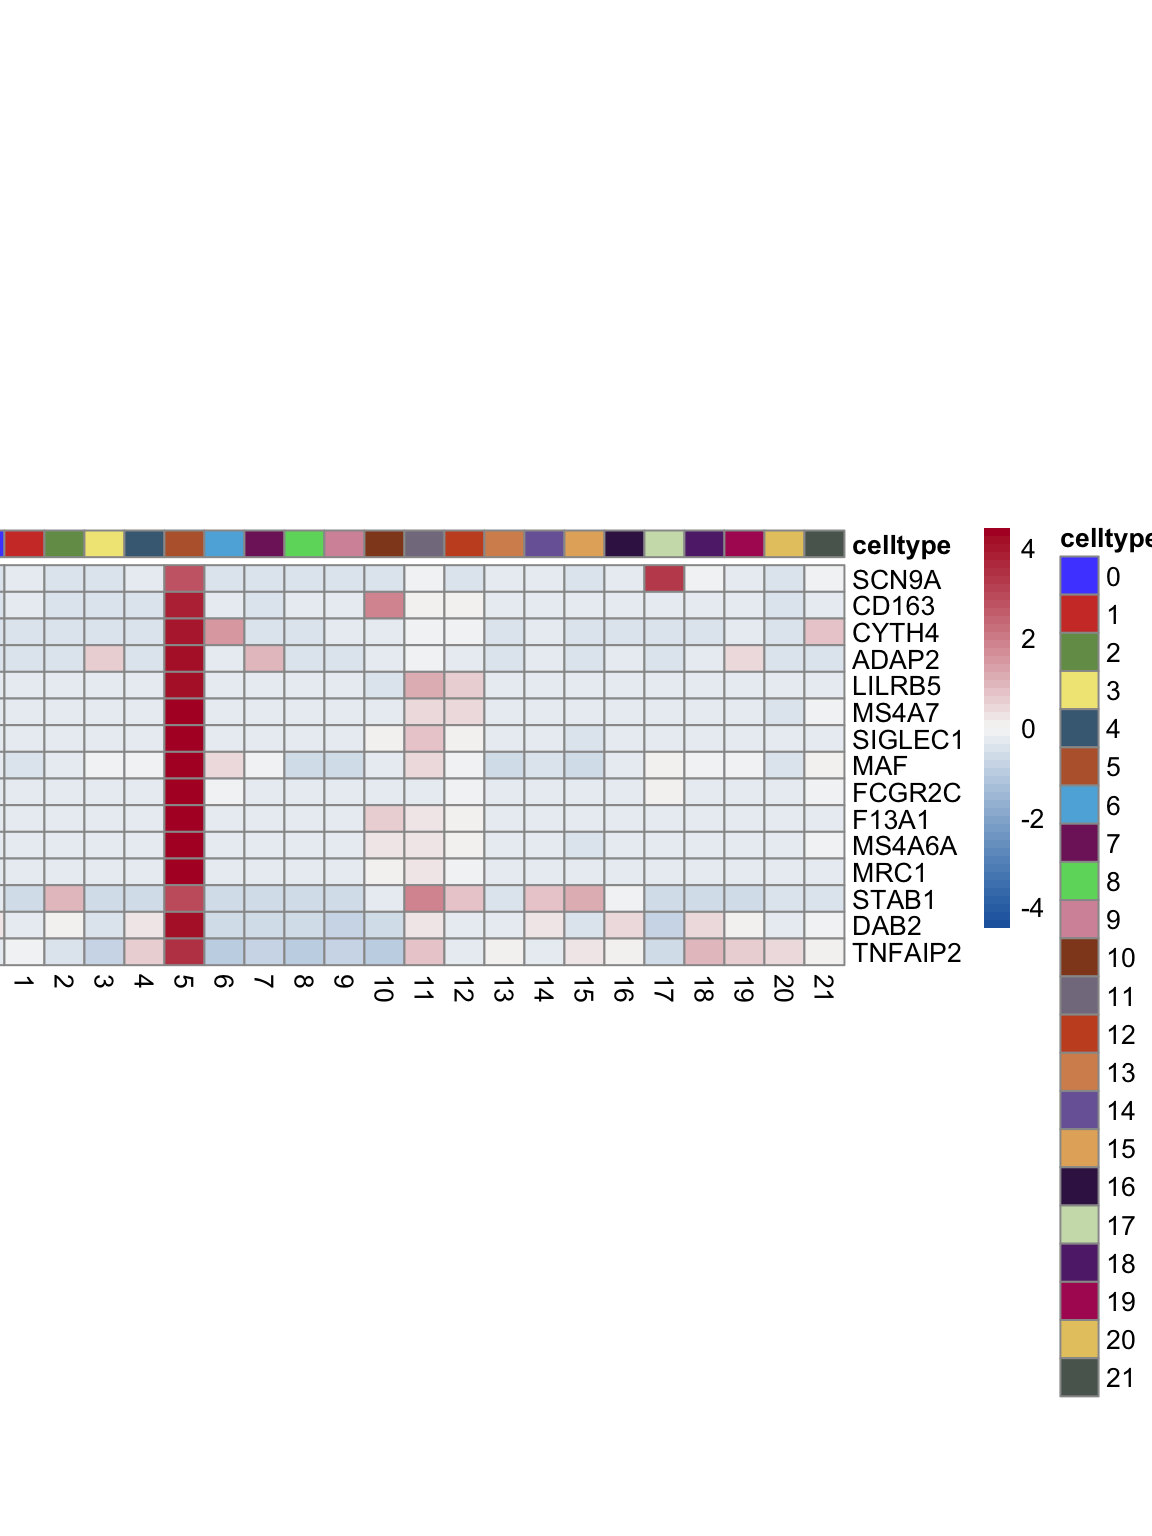 celltype
SCN9A
CD163
CYTH4
ADAP2
LILRB5
MS4A7
SIGLEC1
MAF
FCGR2C
F13A1
MS4A6A
MRC1
STAB1
DAB2
TNFAIP2
1 2 3 4 5 6 7 8 9 10 11 12 13 14 15 16 17 18 19 20 21
4
2
0
-2
-4
celltype
0
1
2
3
4
5
6
7
8
9
10
11
12
13
14
15
16
17
18
19
20
21